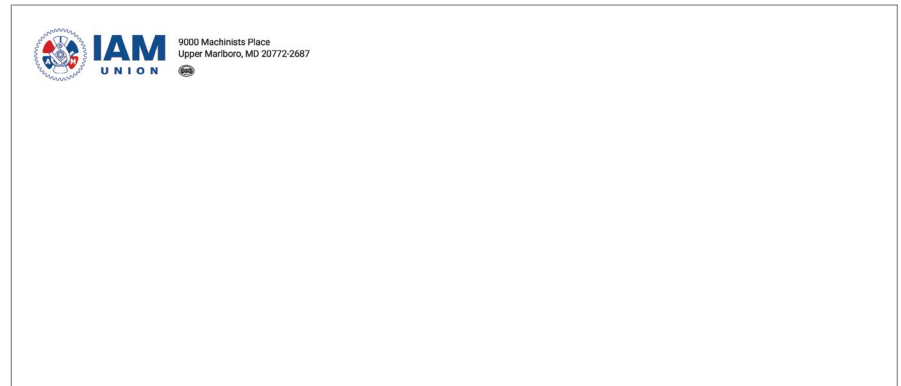 IAM
UNION
9000 Machinists Place
Upper Marlboro, MD 20772-2687